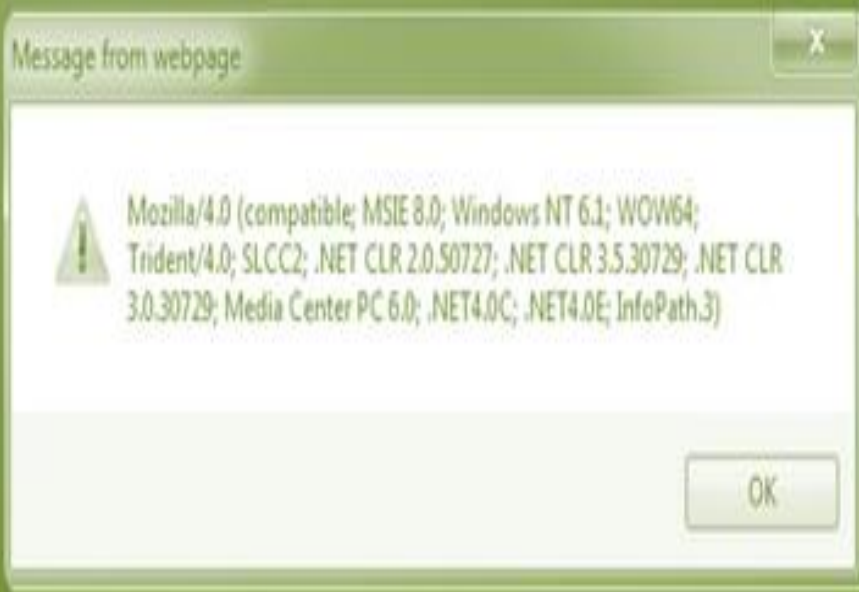 Message from webpage
X
Mozilla/4.0 (compatible; MSIE 8.0; Windows NT 6.1; WOW64;
Trident/4.0; SLCC2; .NET CLR 2.0.50727; .NET CLR 3.5.30729; .NET CLR
3.0.30729; Media Center PC 6.0; .NET4.0C; .NET4.0E; InfoPath.3)
OK